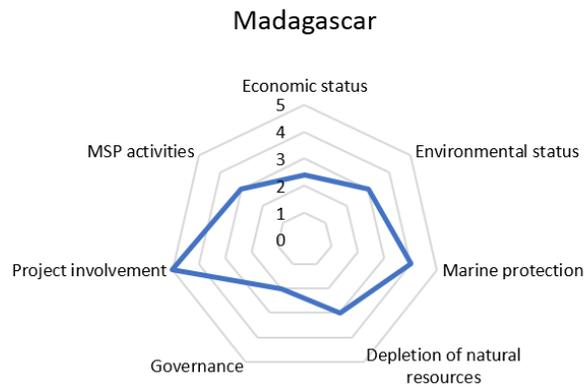 Madagascar
Economic status
5
4
3
2
1
0
MSP activities
Environmental status
Project involvement
Marine protection
Governance
Depletion of natural
resources